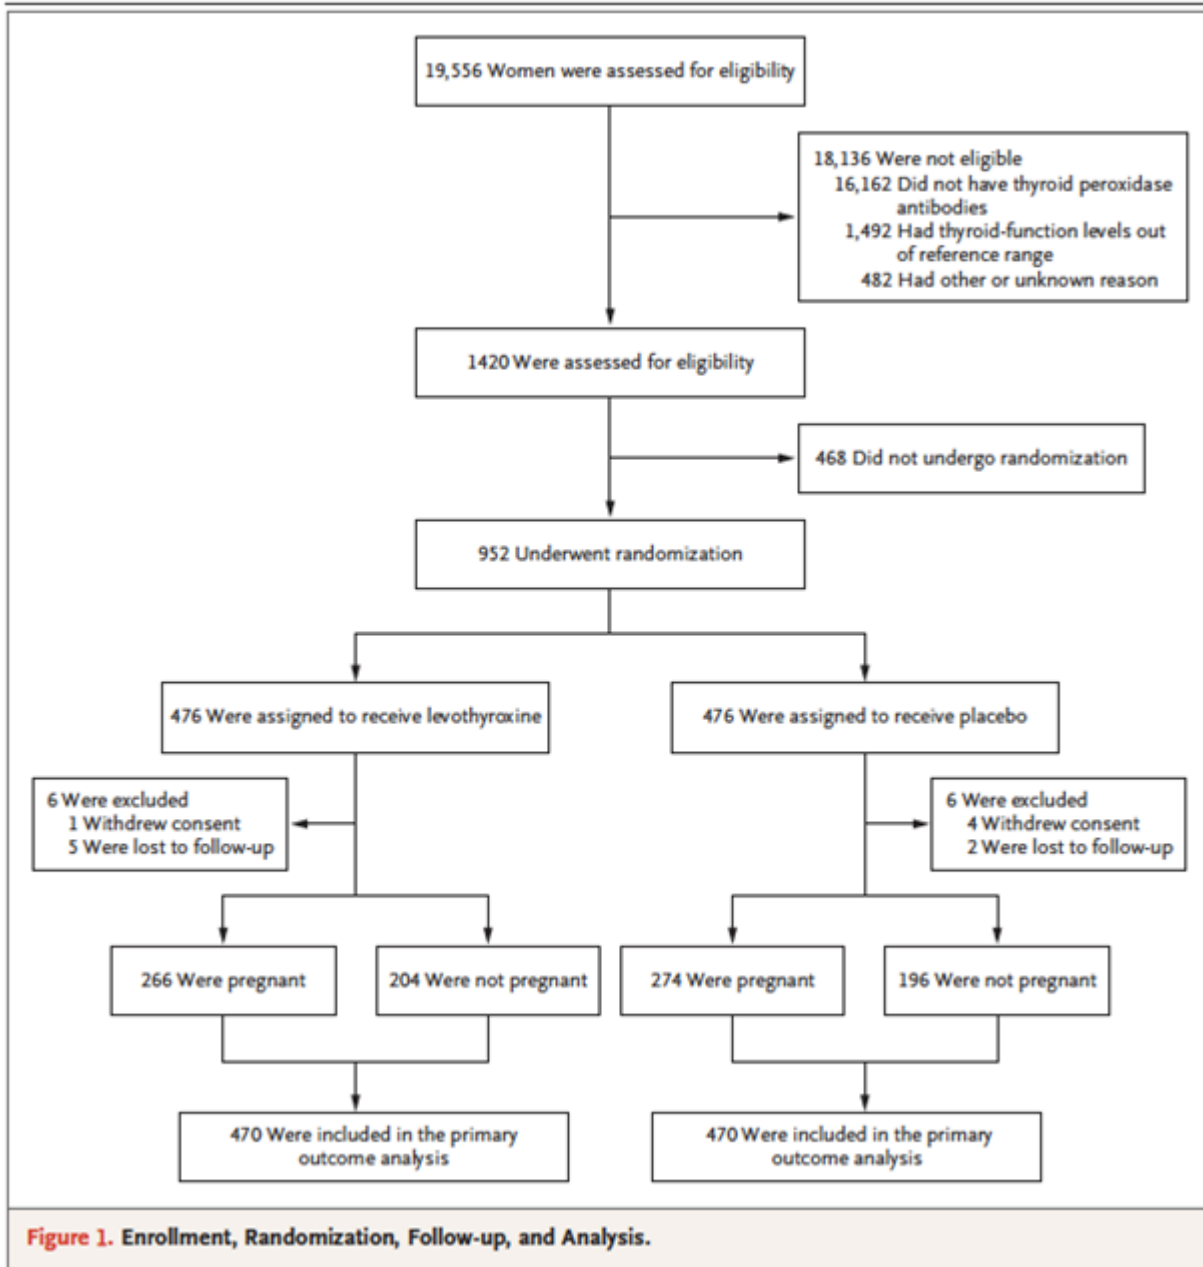 19,556 Women were assessed for eligibility
18,136 Were not eligible
16,162 Did not have thyroid peroxidase
antibodies
1,492 Had thyroid-function levels out
of reference range
482 Had other or unknown reason
1420 Were assessed for eligibility
468 Did not undergo randomization
952 Underwent randomization
476 Were assigned to receive levothyroxine
476 Were assigned to receive placebo
6 Were excluded
1 Withdrew consent
5 Were lost to follow-up
6 Were excluded
4 Withdrew consent
2 Were lost to follow-up
266 Were pregnant
204 Were not pregnant
274 Were pregnant
196 Were not pregnant
470 Were included in the primary
outcome analysis
470 Were included in the primary
outcome analysis
Figure 1. Enrollment, Randomization, Follow-up, and Analysis.